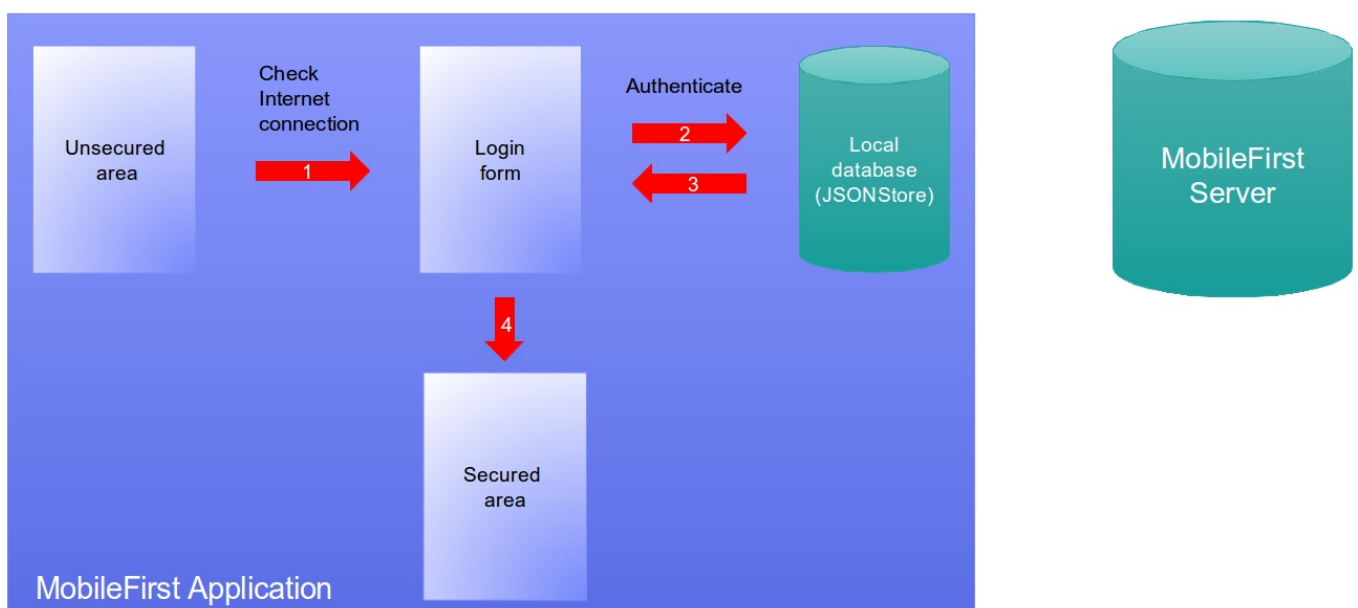 Unsecured
area
Check
Internet
connection
1
Login
form
Authenticate
2
3
Local
database
(JSONStore)
MobileFirst
Server
4
Secured
area
MobileFirst Application